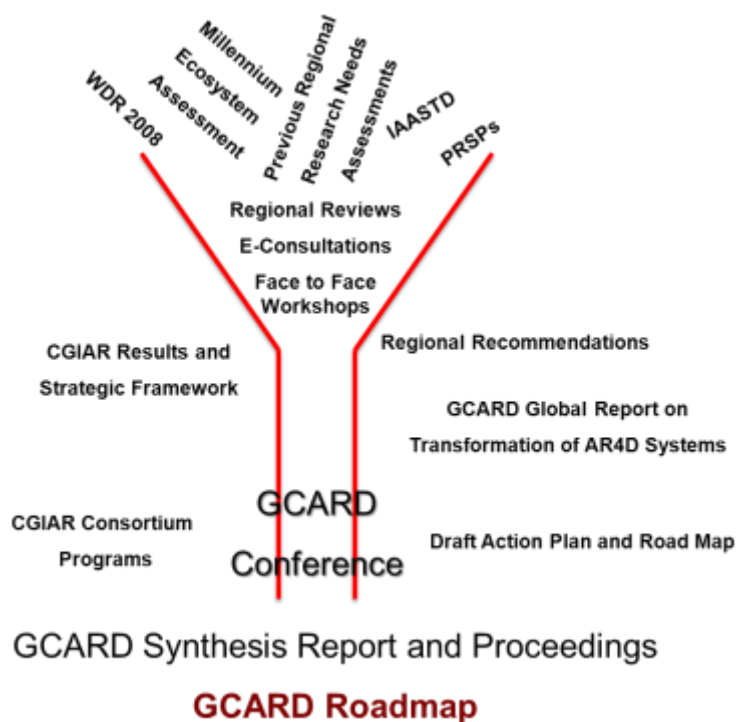 WDR 2008
Millennium
Ecosystem
Assessment
Previous Regional
Research Needs
Assessments
IAASTD
PRSPs
Regional Reviews
E-Consultations
Face to Face
Workshops
CGIAR Results and
Strategic Framework
Regional Recommendations
GCARD Global Report on
Transformation of AR4D Systems
GCARD
Conference
CGIAR Consortium
Programs
Draft Action Plan and Road Map
GCARD Synthesis Report and Proceedings
GCARD Roadmap